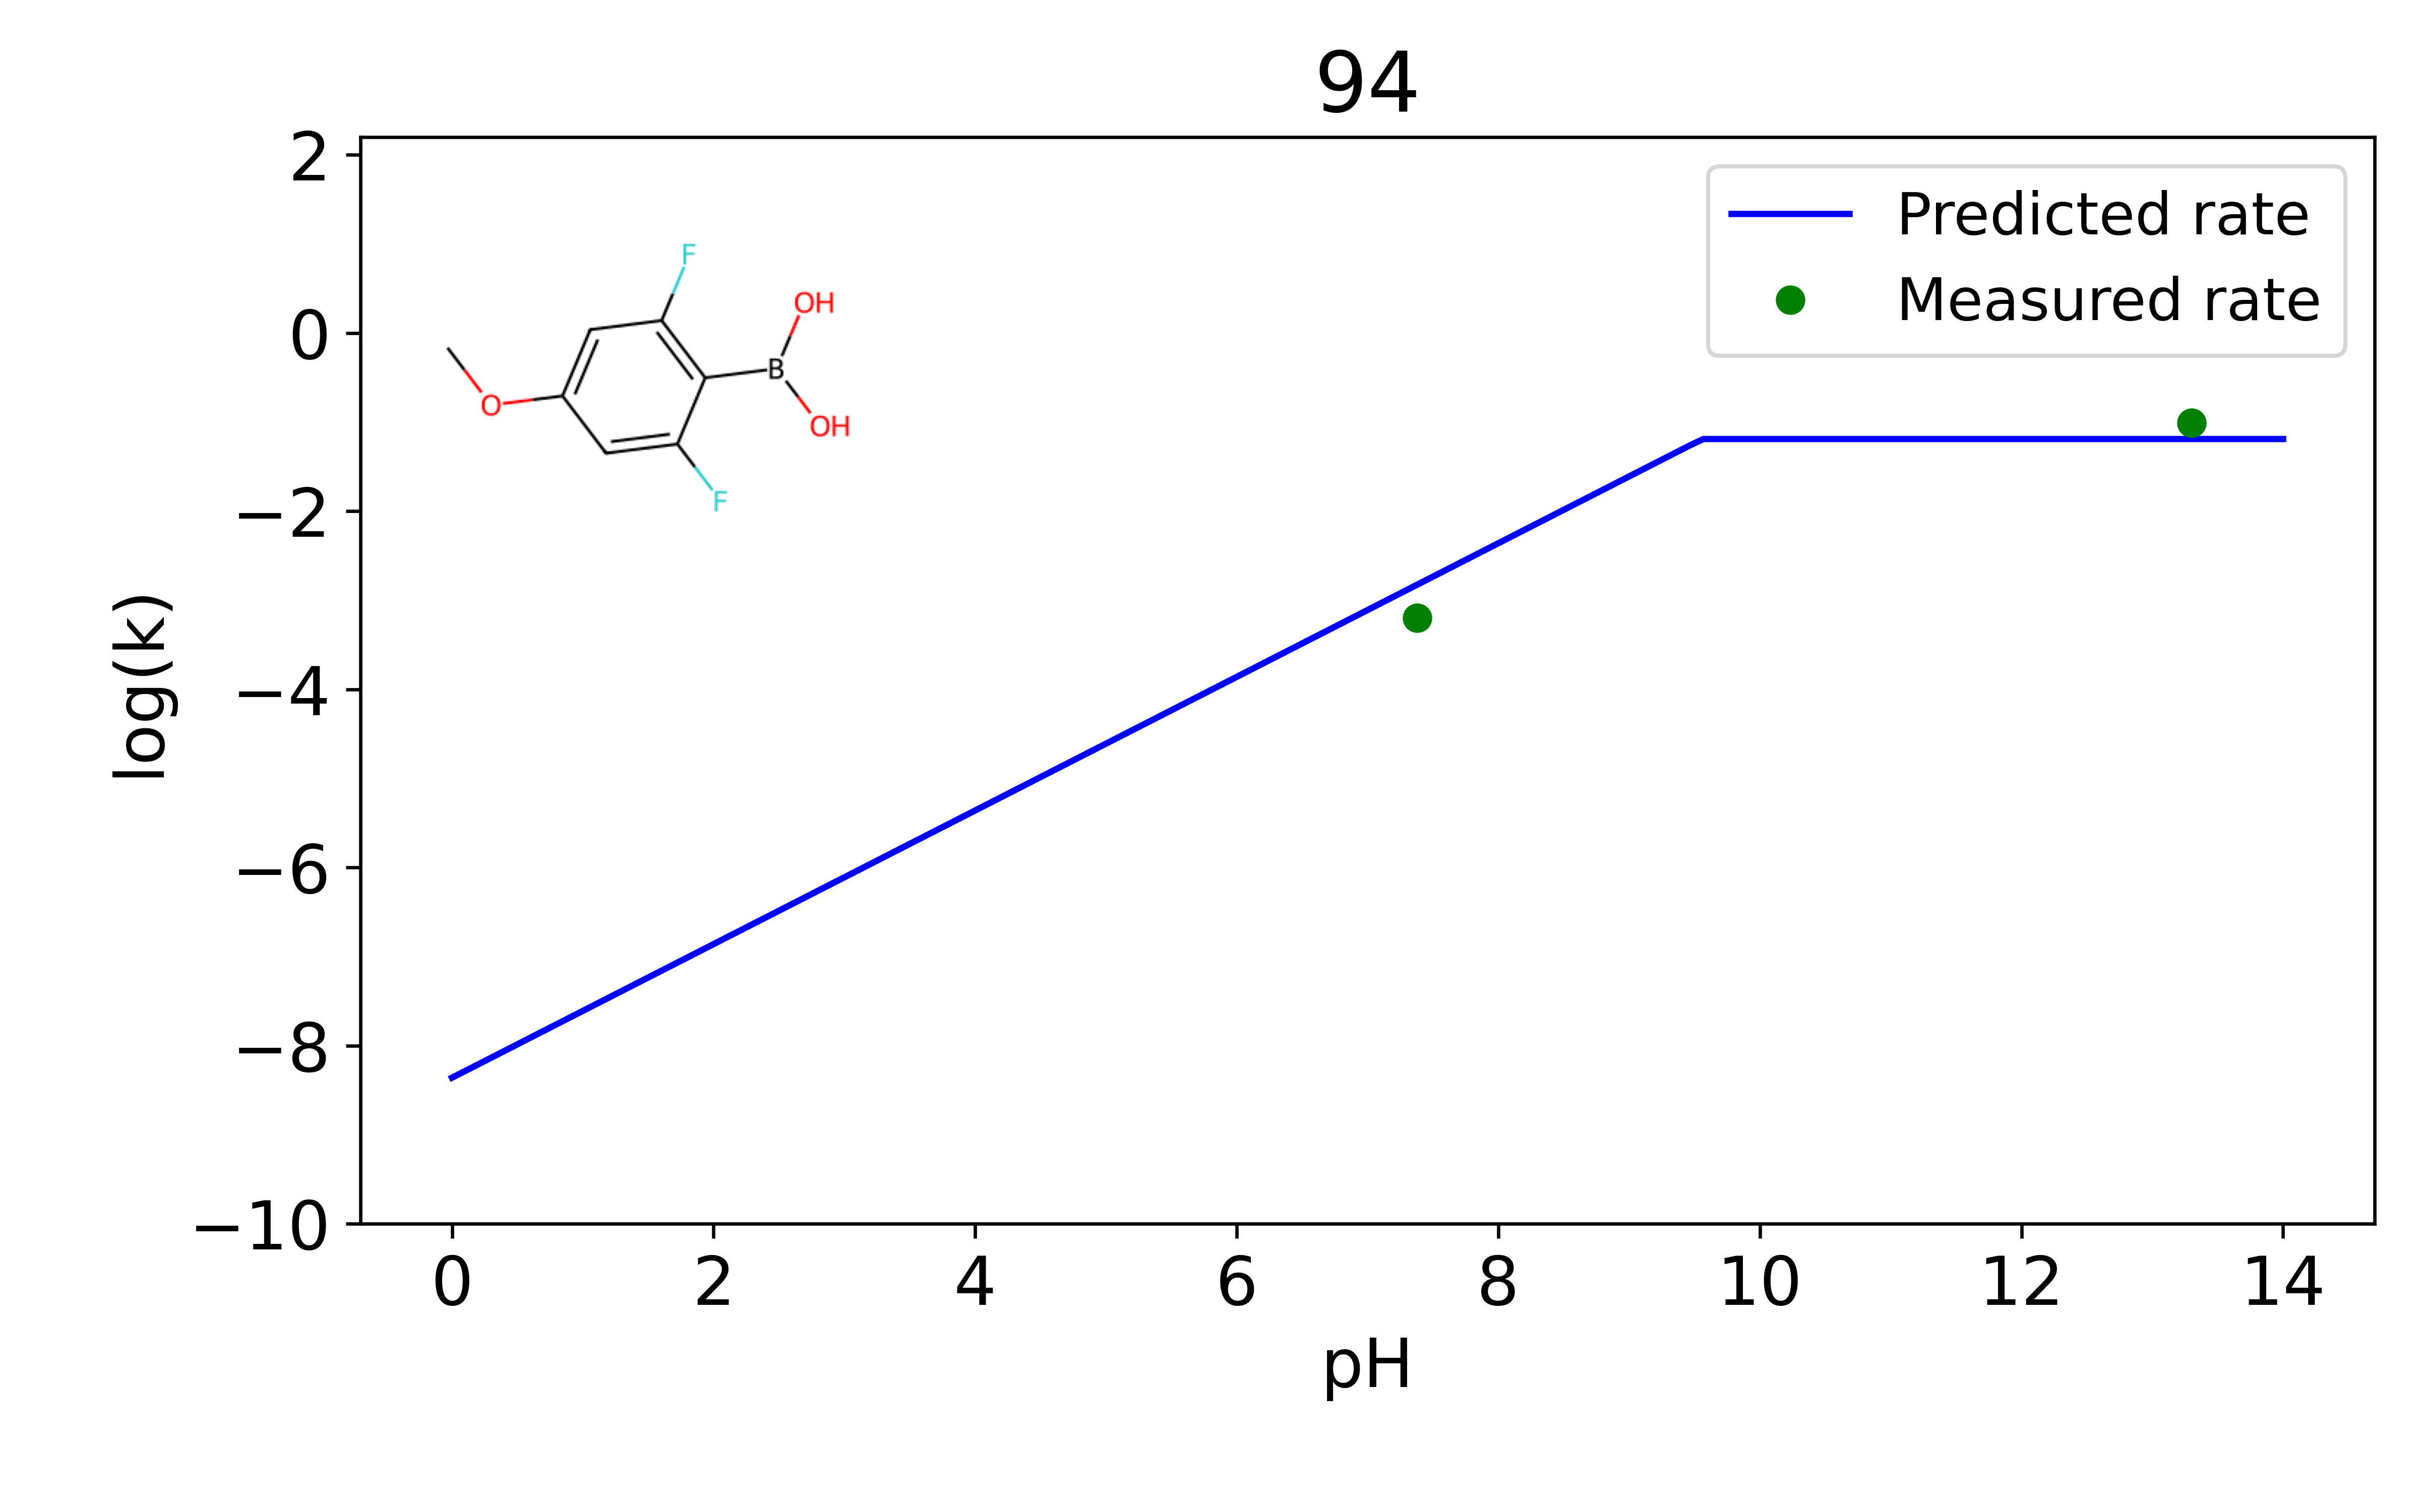 94
2
0
−2
−4
−6
−8
−10
log(k)
Predicted rate
Measured rate
F
OH
B
O
OH
F
0 2 4 6 8 10 12 14
pH